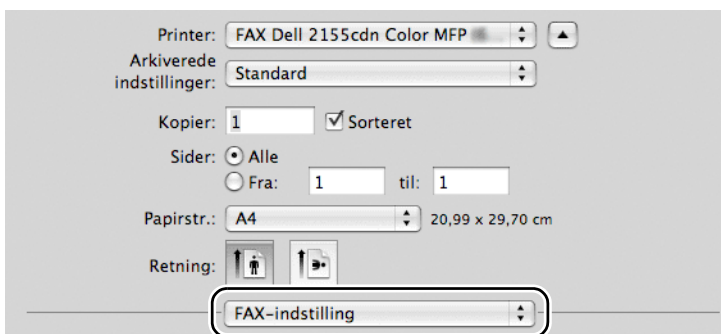 Printer: FAX Dell 2155cdn Color MFP
Arkiverede indstillinger: Standard
Kopier: 1 Sorteret
Sider: Alle
Fra: 1 til: 1
Papirstr.: A4 20,99 x 29,70 cm
Retning:
FAX-indstilling